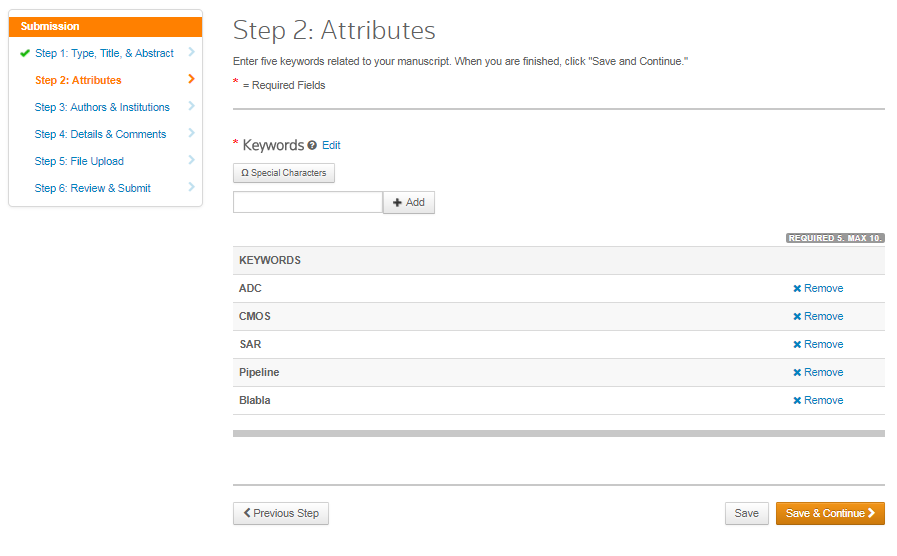 Submission
Step 1: Type, Title, & Abstract
Step 2: Attributes
Step 3: Authors & Institutions
Step 4: Details & Comments
Step 5: File Upload
Step 6: Review & Submit
Step 2: Attributes
Enter five keywords related to your manuscript. When you are finished, click "Save and Continue."
* = Required Fields
* Keywords ? Edit
Ω Special Characters
+ Add
REQUIRED 5. MAX 10.
KEYWORDS
ADC × Remove
CMOS × Remove
SAR × Remove
Pipeline × Remove
Blabla × Remove
Previous Step Save Save & Continue